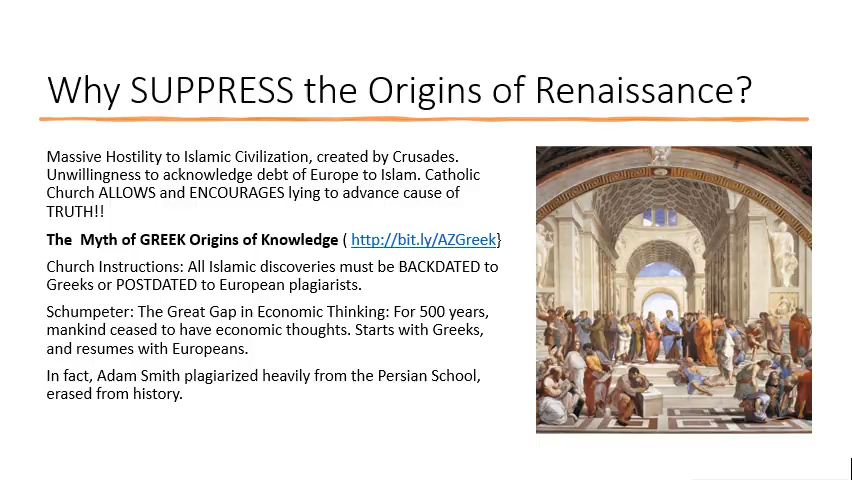 Why SUPPRESS the Origins of Renaissance?
Massive Hostility to Islamic Civilization, created by Crusades.
Unwillingness to acknowledge debt of Europe to Islam. Catholic
Church ALLOWS and ENCOURAGES lying to advance cause of
TRUTH!!
The  Myth of GREEK Origins of Knowledge ( http://bit.ly/AZGreek}
Church Instructions: All Islamic discoveries must be BACKDATED to
Greeks or POSTDATED to European plagiarists.
Schumpeter: The Great Gap in Economic Thinking: For 500 years,
mankind ceased to have economic thoughts. Starts with Greeks,
and resumes with Europeans.
In fact, Adam Smith plagiarized heavily from the Persian School,
erased from history.